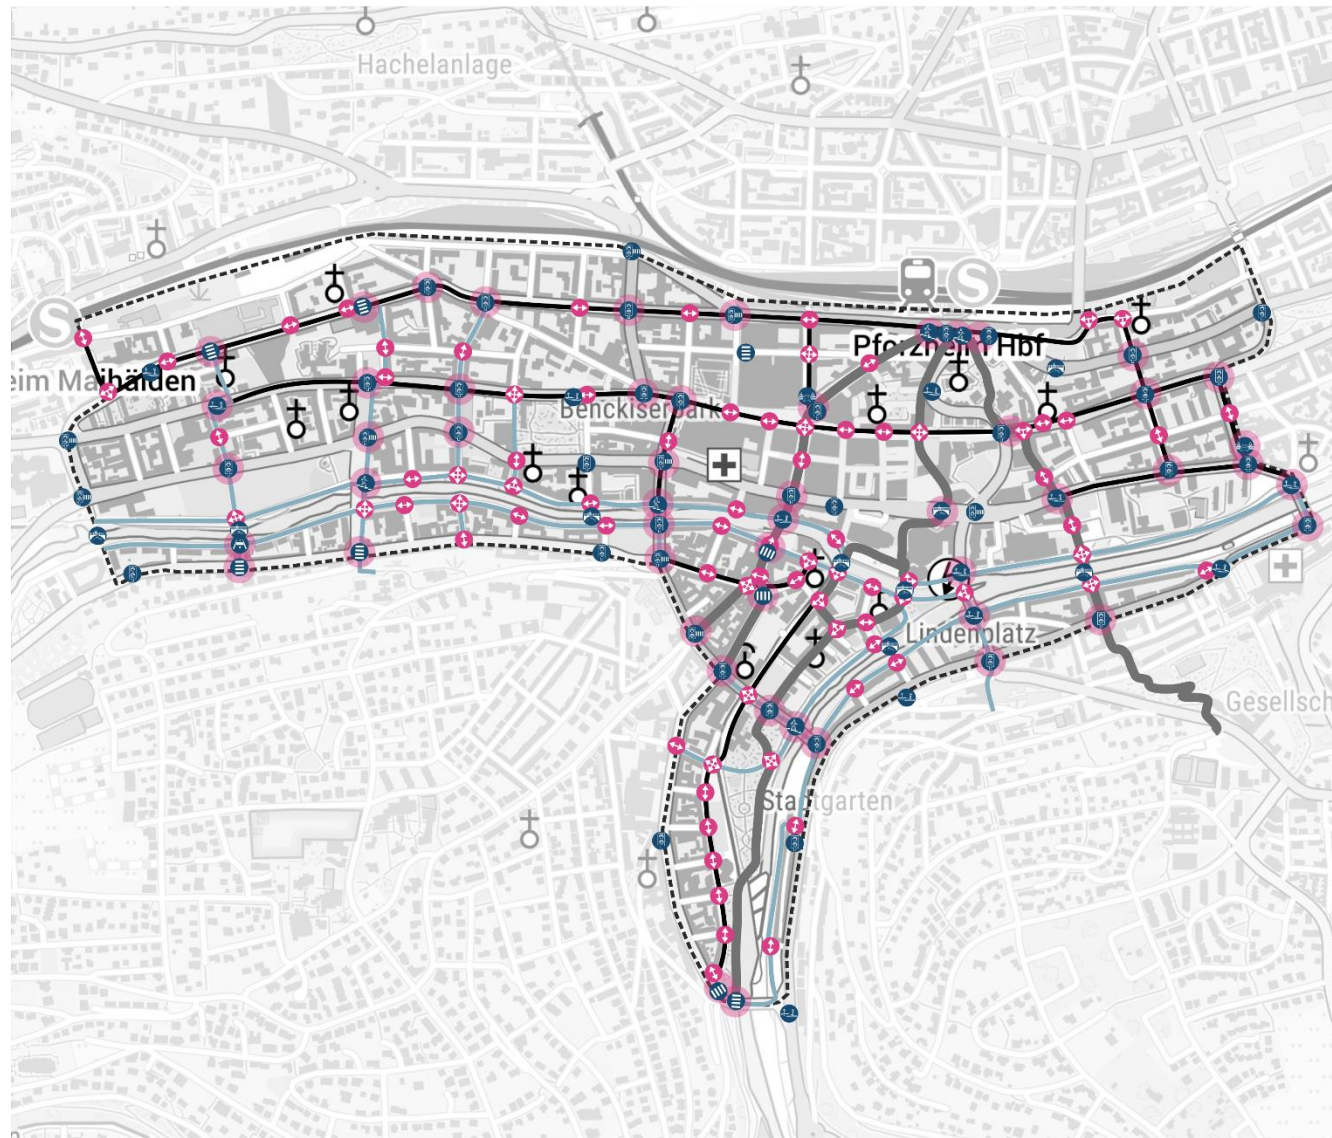 Hachelanlage
S
S
Pforzheim Hbf
eim Maihälden
Benckiserpark
Lindenplatz
Gesellsch
Stadtgarten